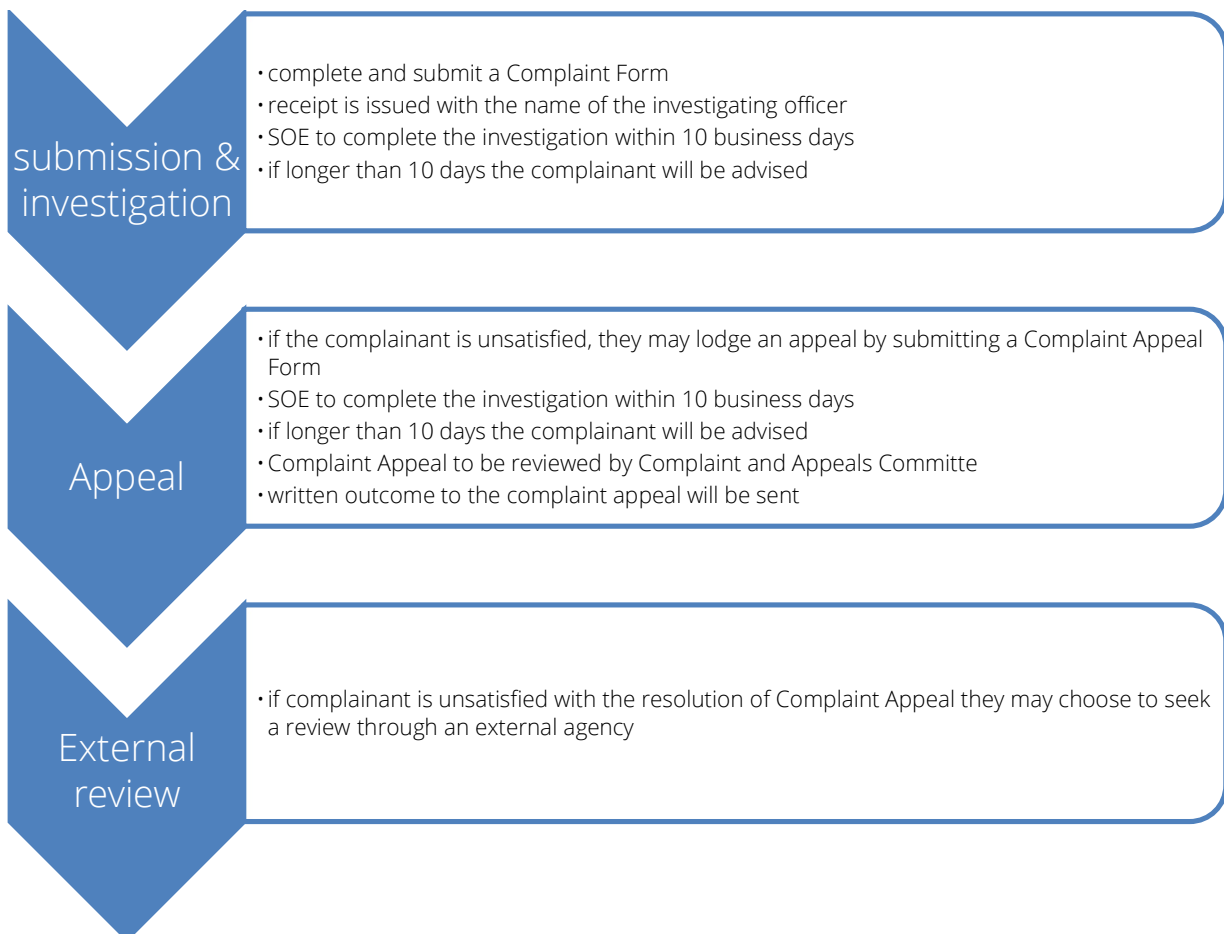 submission &
investigation
· complete and submit a Complaint Form
· receipt is issued with the name of the investigating officer
· SOE to complete the investigation within 10 business days
· if longer than 10 days the complainant will be advised
Appeal
· if the complainant is unsatisfied, they may lodge an appeal by submitting a Complaint Appeal
Form
· SOE to complete the investigation within 10 business days
· if longer than 10 days the complainant will be advised
· Complaint Appeal to be reviewed by Complaint and Appeals Committe
· written outcome to the complaint appeal will be sent
External
review
· if complainant is unsatisfied with the resolution of Complaint Appeal they may choose to seek
a review through an external agency